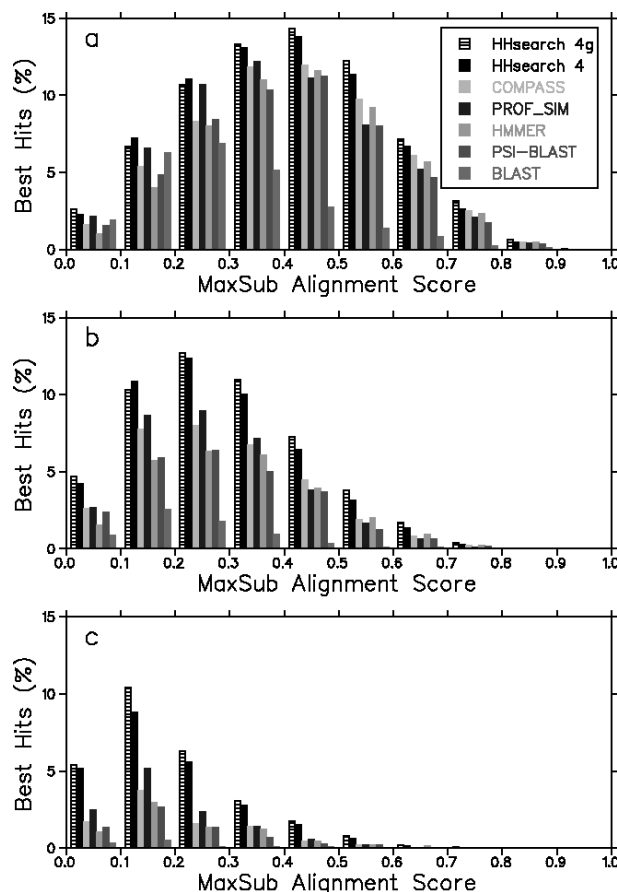 15
a
HHsearch 4g
HHsearch 4
COMPASS
PROF_SIM
HMMER
PSI-BLAST
BLAST
10
5
0
Best Hits (%)
0.0 0.1 0.2 0.3 0.4 0.5 0.6 0.7 0.8 0.9 1.0
MaxSub Alignment Score
15
b
10
5
0
Best Hits (%)
0.0 0.1 0.2 0.3 0.4 0.5 0.6 0.7 0.8 0.9 1.0
MaxSub Alignment Score
15
c
10
5
0
Best Hits (%)
0.0 0.1 0.2 0.3 0.4 0.5 0.6 0.7 0.8 0.9 1.0
MaxSub Alignment Score